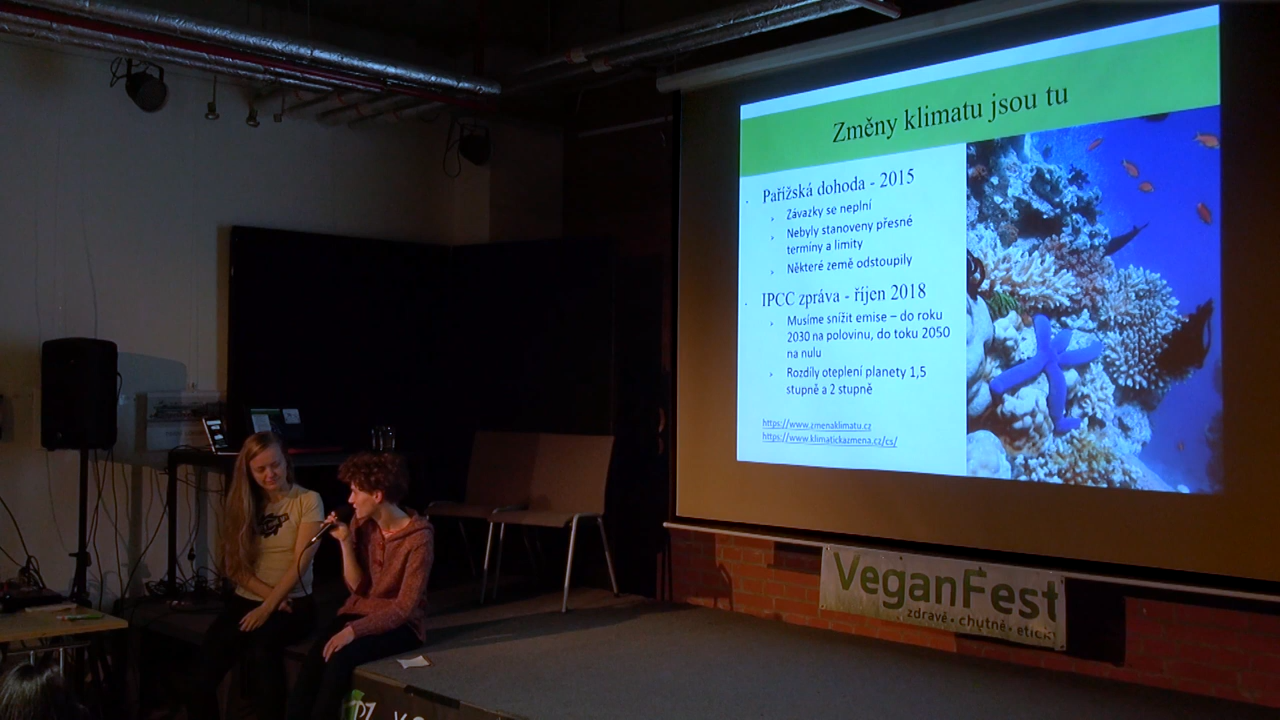 Změny klimatu jsou tu
Pařížská dohoda - 2015
Závazky se neplní
Nebyly stanoveny přesné
termíny a limity
Některé země odstoupily
IPCC zpráva - říjen 2018
Musíme snížit emise – do roku
2030 na polovinu, do toku 2050
na nulu
Rozdíly oteplení planety 1,5
stupně a 2 stupně
https://www.zmenaklimatu.cz
https://www.klimatickazmena.cz/cs/
VeganFest
zdravě • chutně • eticky